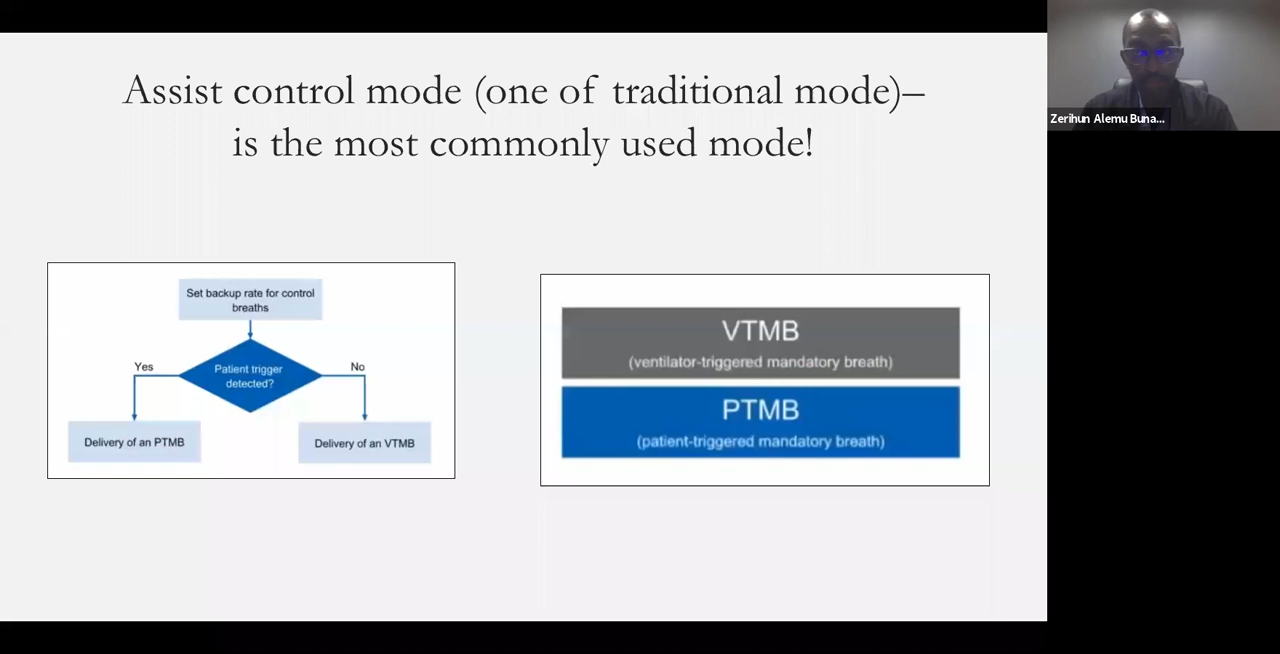 Assist control mode (one of traditional mode)–
is the most commonly used mode!
Set backup rate for control
breaths
Patient trigger
detected?
Yes
No
Delivery of an PTMB
Delivery of an VTMB
VTMB
(ventilator-triggered mandatory breath)
PTMB
(patient-triggered mandatory breath)
Zerihun Alemu Buna...